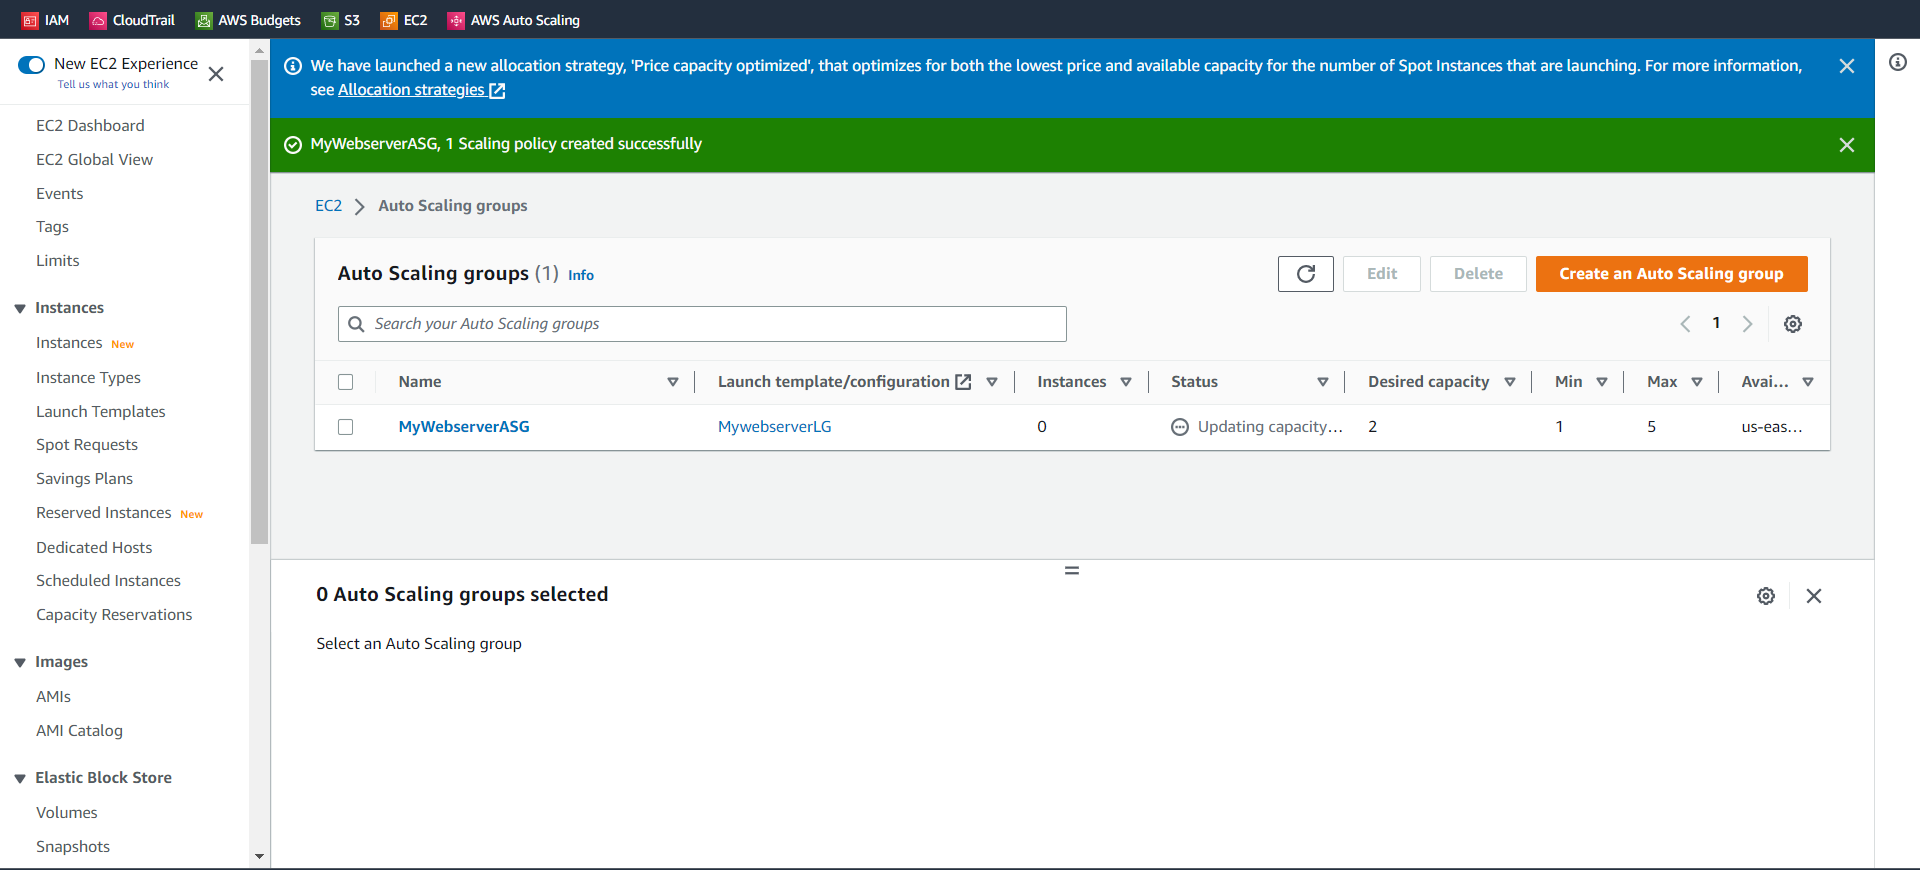 IAM CloudTrail AWS Budgets S3 EC2 AWS Auto Scaling
New EC2 Experience
Tell us what you think
EC2 Dashboard
EC2 Global View
Events
Tags
Limits
Instances
Instances New
Instance Types
Launch Templates
Spot Requests
Savings Plans
Reserved Instances New
Dedicated Hosts
Scheduled Instances
Capacity Reservations
Images
AMIs
AMI Catalog
Elastic Block Store
Volumes
Snapshots
We have launched a new allocation strategy, 'Price capacity optimized', that optimizes for both the lowest price and available capacity for the number of Spot Instances that are launching. For more information,
see Allocation strategies
MyWebserverASG, 1 Scaling policy created successfully
EC2 Auto Scaling groups
Auto Scaling groups (1) Info
Edit Delete Create an Auto Scaling group
Search your Auto Scaling groups
1
Name Launch template/configuration Instances Status Desired capacity Min Max Avai...
MyWebserverASG MywebserverLG 0 Updating capacity... 2 1 5 us-eas...
0 Auto Scaling groups selected
Select an Auto Scaling group